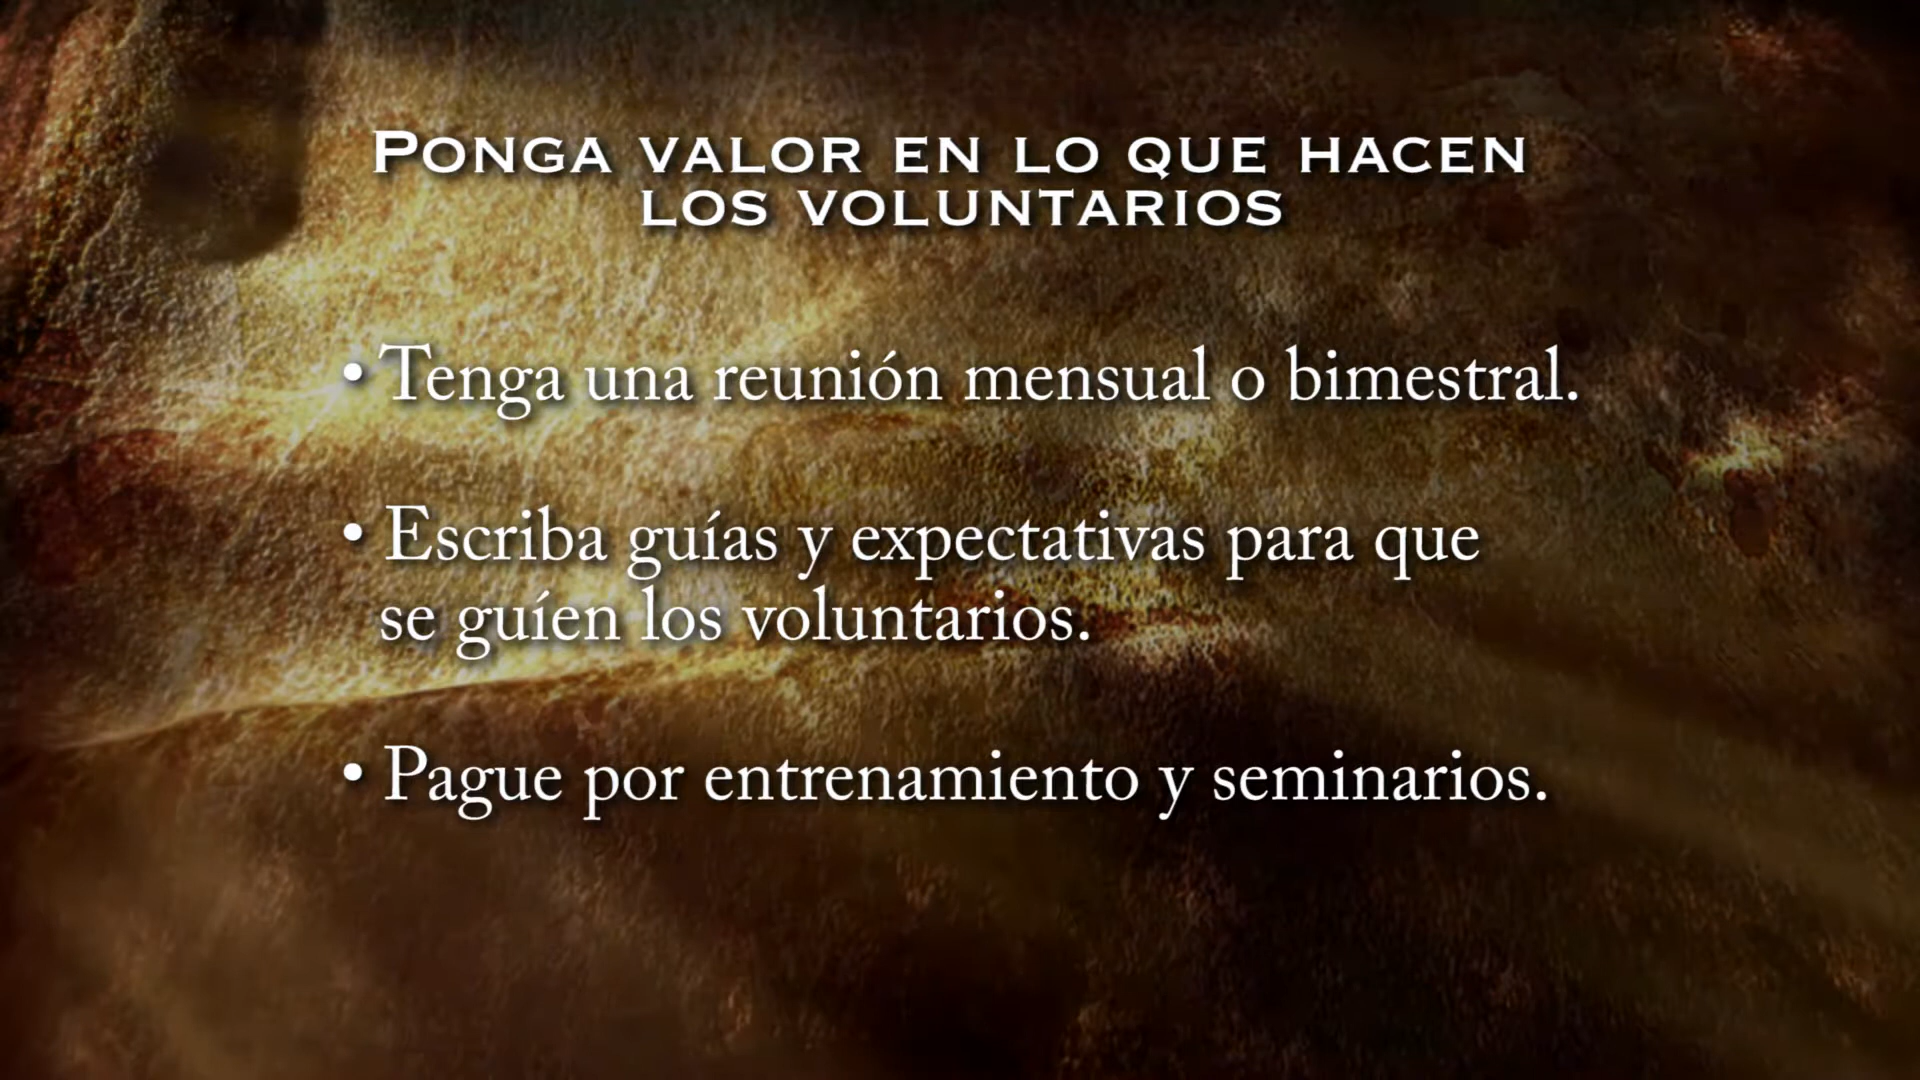 PONGA VALOR EN LO QUE HACEN
LOS VOLUNTARIOS
• Tenga una reunión mensual o bimestral.
• Escriba guías y expectativas para que
se guíen los voluntarios.
• Pague por entrenamiento y seminarios.